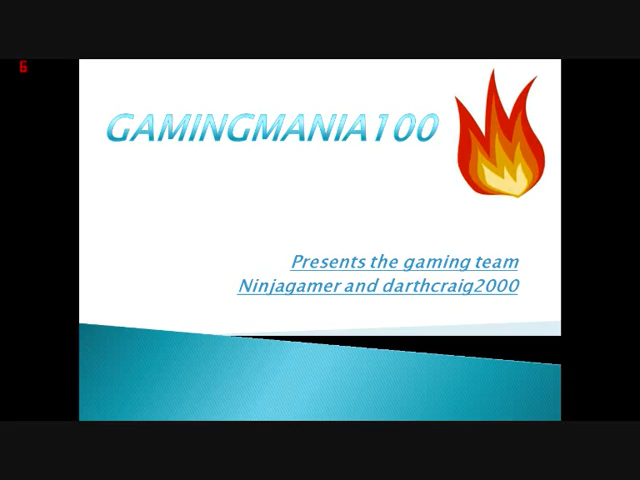 6
GAMINGMANIA100
Presents the gaming team
Ninjagamer and darthcraig2000